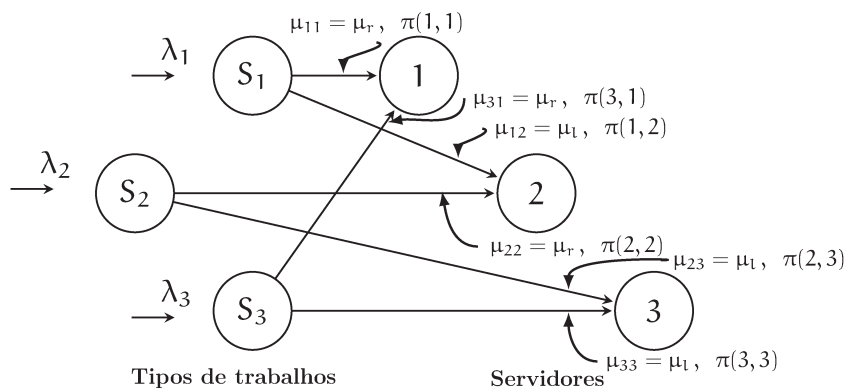 μ₁₁ = μᵣ, π(1,1)
λ₁
S₁
1
μ₃₁ = μᵣ, π(3,1)
μ₁₂ = μₗ, π(1,2)
λ₂
S₂
2
μ₂₂ = μᵣ, π(2,2)
μ₂₃ = μₗ, π(2,3)
λ₃
S₃
3
μ₃₃ = μₗ, π(3,3)
Tipos de trabalhos
Servidores